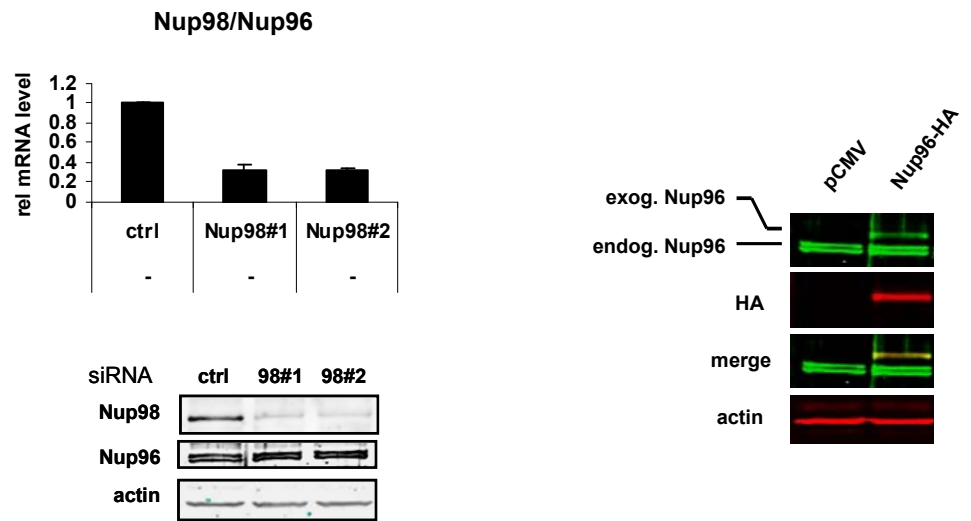 Nup98/Nup96
rel mRNA level
1.2
1
0.8
0.6
0.4
0.2
0
ctrl Nup98#1 Nup98#2
- - -
siRNA ctrl 98#1 98#2
Nup98
Nup96
actin
pCMV Nup96-HA
exog. Nup96
endog. Nup96
HA
merge
actin